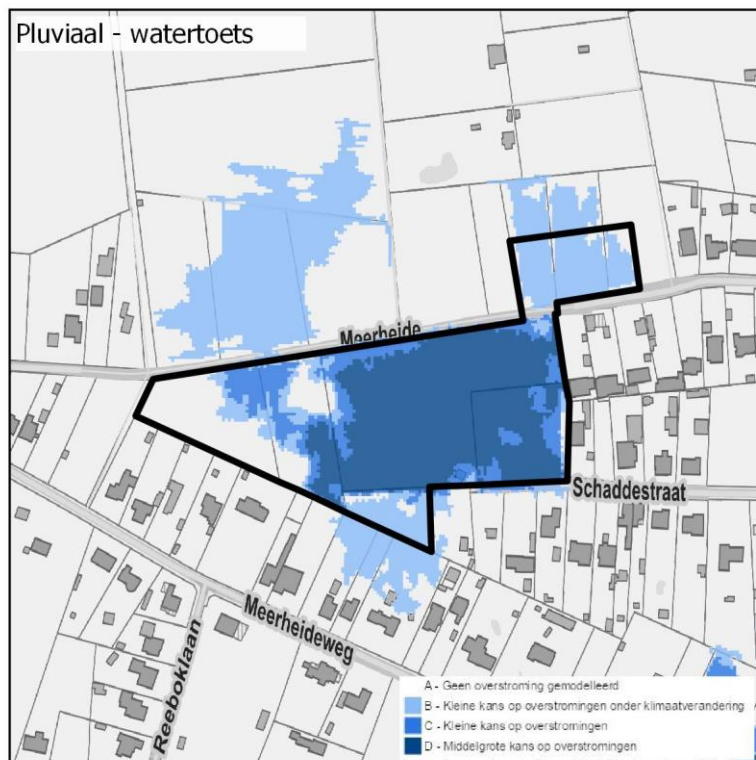 Pluviaal - watertoets
Meerheide
Schaddestraat
Meerheideweg
Reeboklaan
A - Geen overstroming gemodelleerd
B - Kleine kans op overstromingen onder klimaatverandering
C - Kleine kans op overstromingen
D - Middelgrote kans op overstromingen